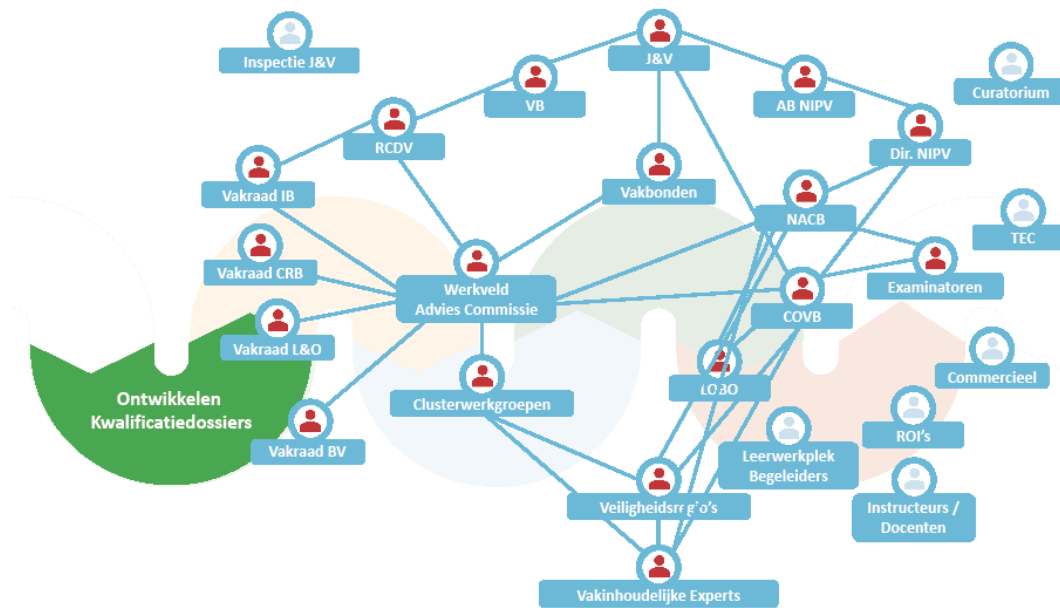 Inspectie J&V
J&V
VB
AB NIPV
Curatorium
RCDV
Dir. NIPV
Vakraad IB
Vakbonden
NACB
TEC
Vakraad CRB
Werkveld
Advies Commissie
Examinatoren
COVB
Vakraad L&O
Commercieel
LOBO
Ontwikkelen
Kwalificatiedossiers
Clusterwerkgroepen
Vakraad BV
ROI's
Leerwerkplek
Begeleiders
Veiligheidsregio's
Instructeurs /
Docenten
Vakinhoudelijke Experts